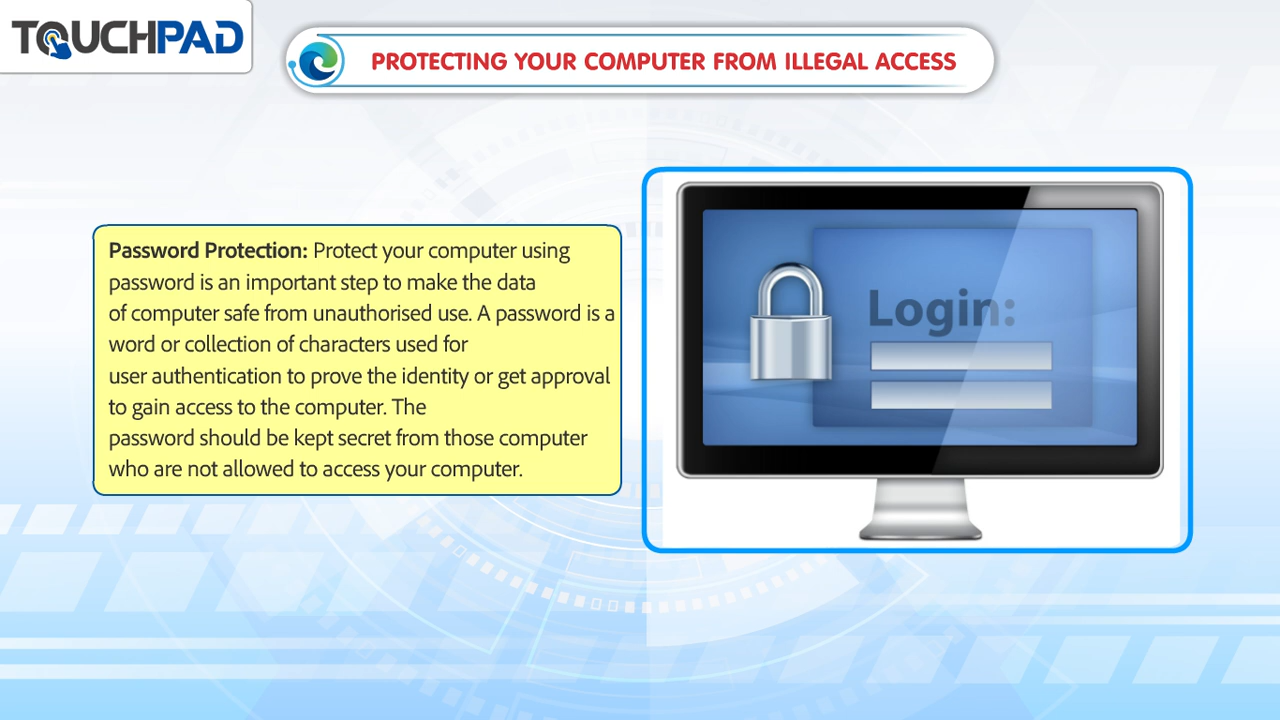 TOUCHPAD
PROTECTING YOUR COMPUTER FROM ILLEGAL ACCESS
Password Protection: Protect your computer using
password is an important step to make the data
of computer safe from unauthorised use. A password is a
word or collection of characters used for
user authentication to prove the identity or get approval
to gain access to the computer. The
password should be kept secret from those computer
who are not allowed to access your computer.
Login: